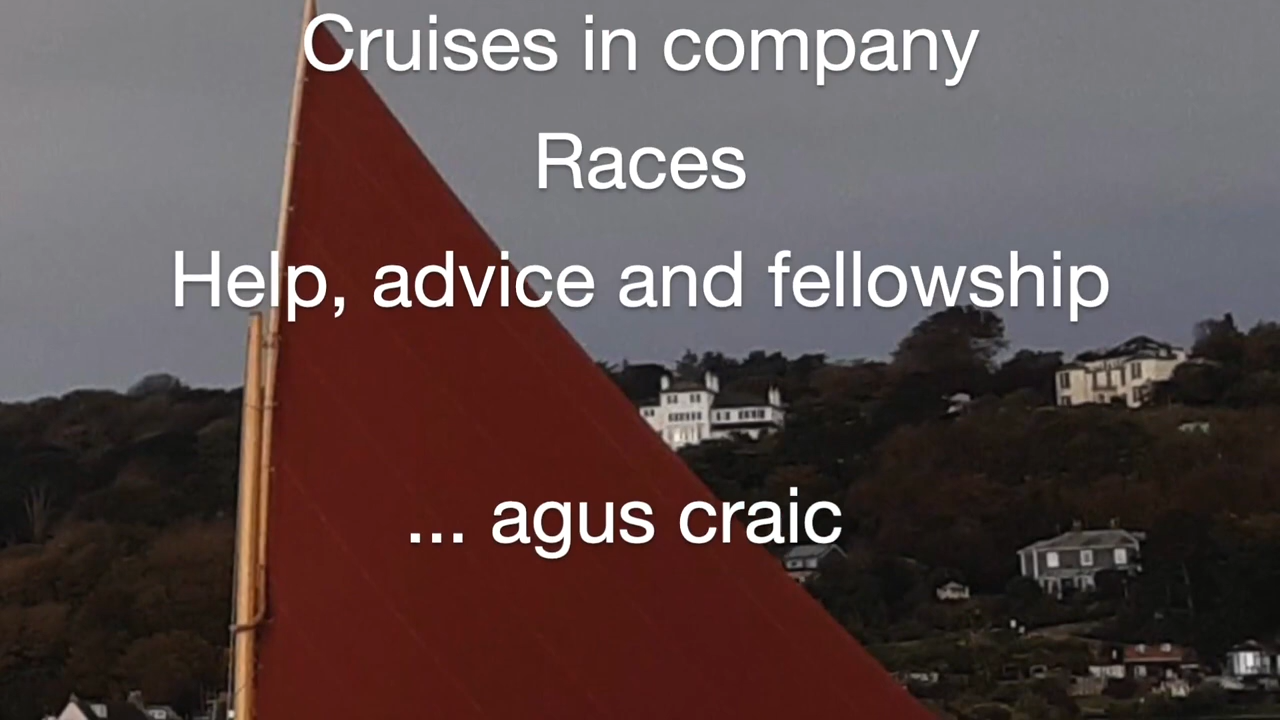 Cruises in company
Races
Help, advice and fellowship
... agus craic